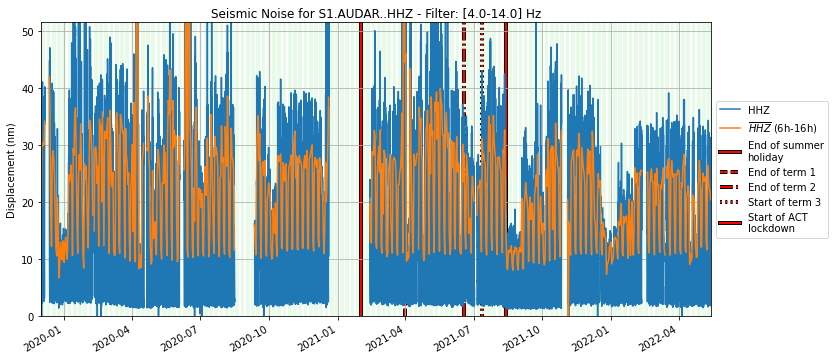 Seismic Noise for S1.AUDAR..HHZ - Filter: [4.0-14.0] Hz
50
40
30
20
10
0
Displacement (nm)
2020-01
2020-04
2020-07
2020-10
2021-01
2021-04
2021-07
2021-10
2022-01
2022-04
HHZ
HHZ (6h-16h)
End of summer
holiday
End of term 1
End of term 2
Start of term 3
Start of ACT
lockdown